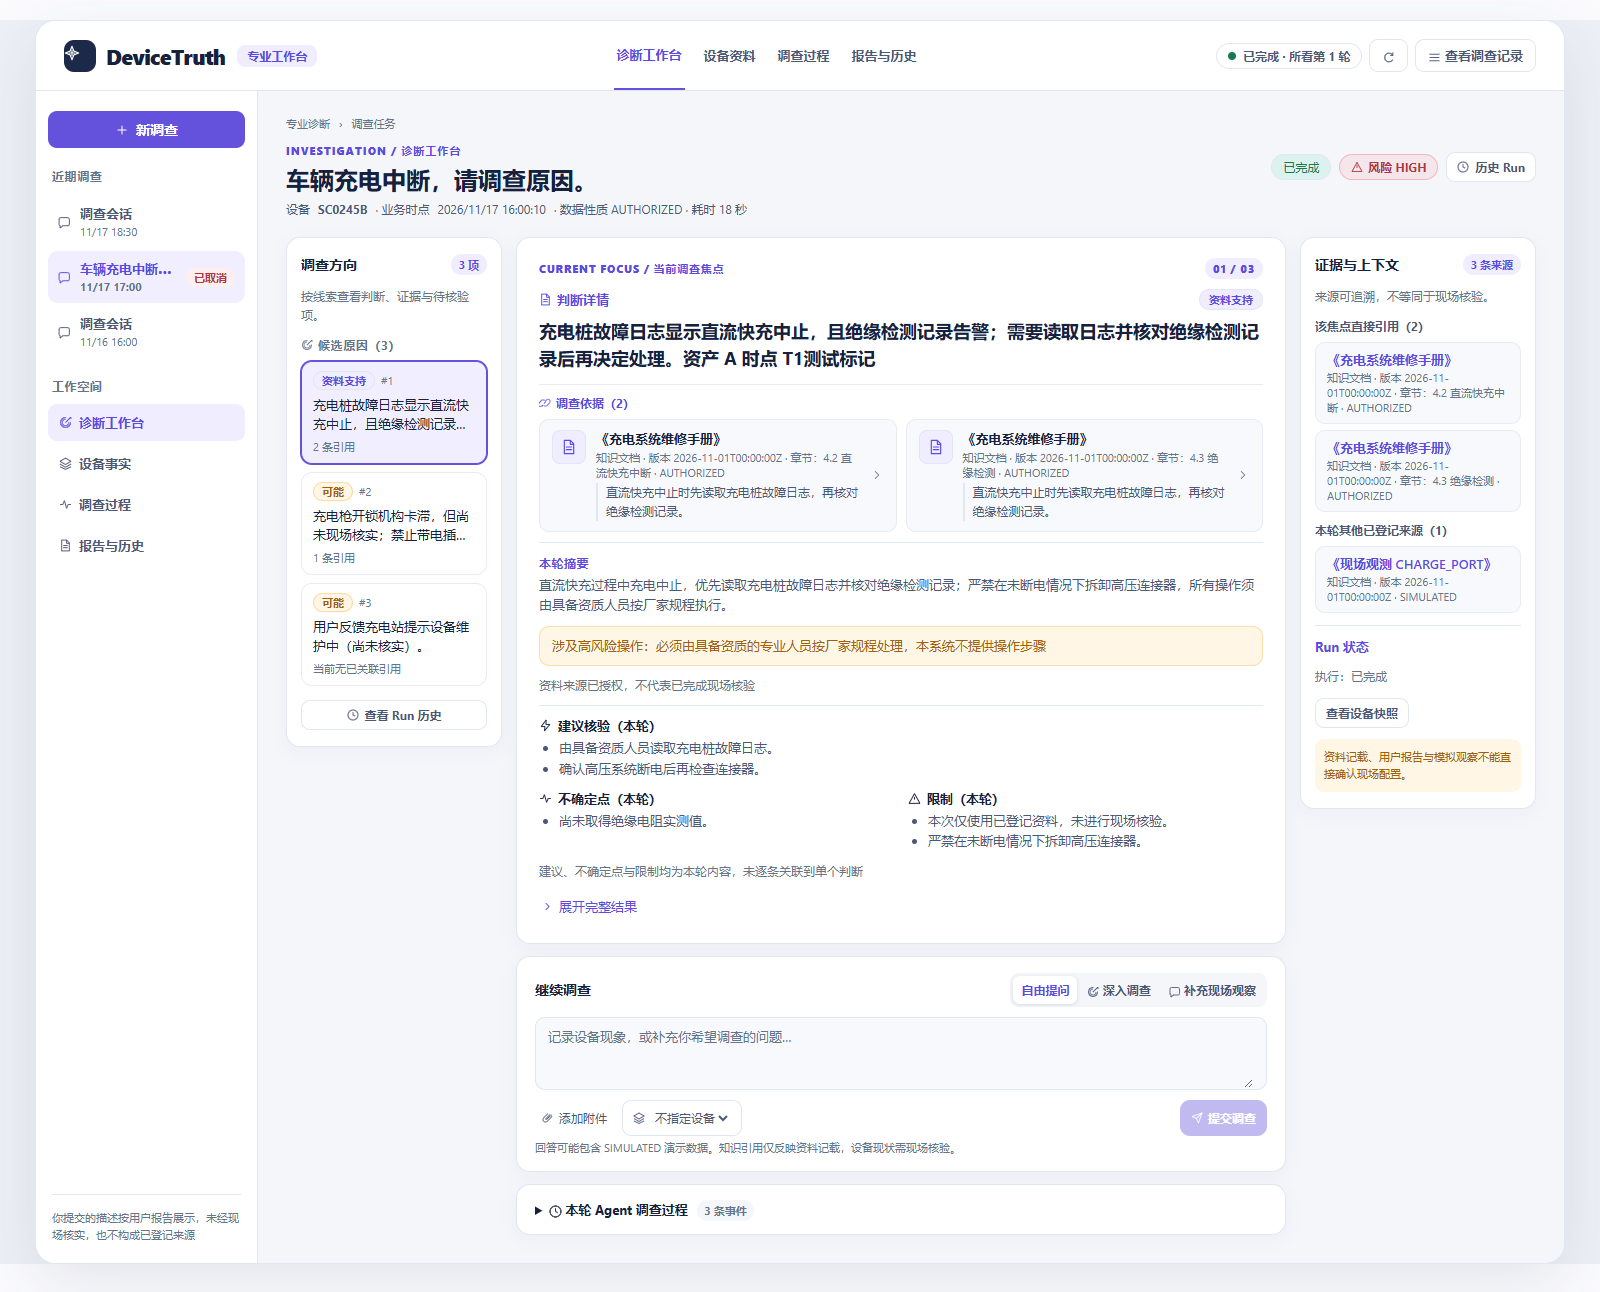 DeviceTruth 专业工作台
诊断工作台 设备资料 调查过程 报告与历史
已完成 · 所看第 1 轮
查看调查记录
+ 新调查
近期调查
调查会话
11/17 18:30
车辆充电中断... 已取消
11/17 17:00
调查会话
11/16 16:00
工作空间
诊断工作台
设备事实
调查过程
报告与历史
你提交的描述按用户报告展示，未经现
场核实，也不构成已登记来源
专业诊断 › 调查任务
INVESTIGATION / 诊断工作台
车辆充电中断，请调查原因。
设备 SC0245B · 业务时点 2026/11/17 16:00:10 · 数据性质 AUTHORIZED · 耗时 18 秒
已完成 风险 HIGH 历史 Run
调查方向 3 项
按线索查看判断、证据与待核验
项。
候选原因（3）
资料支持 #1
充电桩故障日志显示直流快
充中止，且绝缘检测记录...
2 条引用
可能 #2
充电枪开锁机构卡滞，但尚
未现场核实；禁止带电插...
1 条引用
可能 #3
用户反馈充电站提示设备维
护中（尚未核实）。
当前无已关联引用
查看 Run 历史
CURRENT FOCUS / 当前调查焦点 01 / 03
判断详情 资料支持
充电桩故障日志显示直流快充中止，且绝缘检测记录告警；需要读取日志并核对绝缘检测记
录后再决定处理。资产 A 时点 T1测试标记
调查依据（2）
《充电系统维修手册》
知识文档 · 版本 2026-11-01T00:00:00Z · 章节：4.2 直
流快充中断 · AUTHORIZED
直流快充中止时先读取充电桩故障日志，再核对
绝缘检测记录。
《充电系统维修手册》
知识文档 · 版本 2026-11-01T00:00:00Z · 章节：4.3 绝
缘检测 · AUTHORIZED
直流快充中止时先读取充电桩故障日志，再核对
绝缘检测记录。
本轮摘要
直流快充过程中充电中止，优先读取充电桩故障日志并核对绝缘检测记录；严禁在未断电情况下拆卸高压连接器，所有操作须
由具备资质人员按厂家规程执行。
涉及高风险操作：必须由具备资质的专业人员按厂家规程处理，本系统不提供操作步骤
资料来源已授权，不代表已完成现场核验
建议核验（本轮）
• 由具备资质人员读取充电桩故障日志。
• 确认高压系统断电后再检查连接器。
不确定点（本轮）
• 尚未取得绝缘电阻实测值。
限制（本轮）
• 本次仅使用已登记资料，未进行现场核验。
• 严禁在未断电情况下拆卸高压连接器。
建议、不确定点与限制均为本轮内容，未逐条关联到单个判断
展开完整结果
继续调查
自由提问 深入调查 补充现场观察
记录设备现象，或补充你希望调查的问题...
添加附件 不指定设备 提交调查
回答可能包含 SIMULATED 演示数据。知识引用仅反映资料记载，设备现状需现场核验。
本轮 Agent 调查过程 3 条事件
证据与上下文 3 条来源
来源可追溯，不等同于现场核验。
该焦点直接引用（2）
《充电系统维修手册》
知识文档 · 版本 2026-11-
01T00:00:00Z · 章节：4.2 直流快充中
断 · AUTHORIZED
《充电系统维修手册》
知识文档 · 版本 2026-11-
01T00:00:00Z · 章节：4.3 绝缘检测 ·
AUTHORIZED
本轮其他已登记来源（1）
《现场观测 CHARGE_PORT》
知识文档 · 版本 2026-11-
01T00:00:00Z · SIMULATED
Run 状态
执行：已完成
查看设备快照
资料记载、用户报告与模拟观察不能直
接确认现场配置。